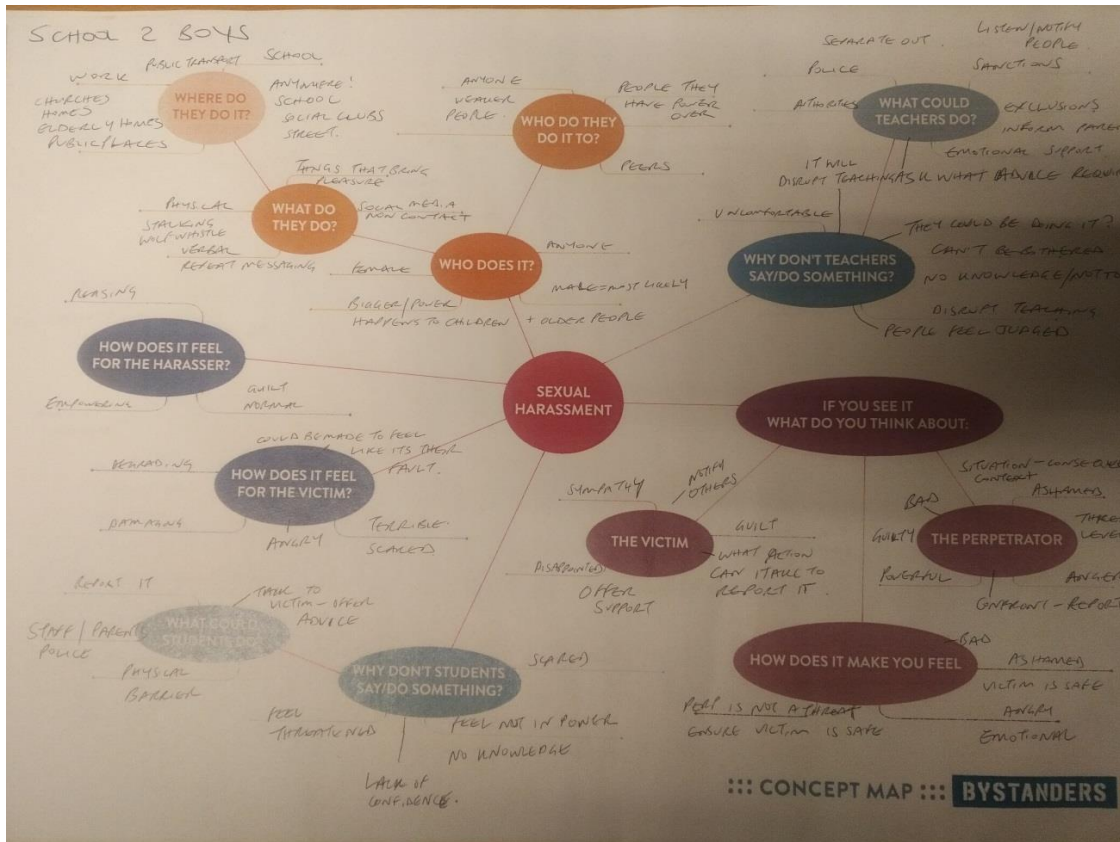 SCHOOL 2 BOYS
PUBLIC TRANSPORT
SCHOOL
WORK
CHURCHES
HOMES
ELDERLY HOMES
PUBLIC PLACES
WHERE DO
THEY DO IT?
ANYWHERE!
SCHOOL
SOCIAL CLUBS
STREET.
ANYONE
WEAKER
PEOPLE
WHO DO THEY
DO IT TO?
PEOPLE THEY
HAVE POWER
OVER
PEERS
SEPARATE OUT
LISTEN/NOTIFY
PEOPLE
SANCTIONS
POLICE
AUTHORITIES
WHAT COULD
TEACHERS DO?
EXCLUSIONS
INFORM
EMOTIONAL SUPPORT
ASK WHAT ADVICE
THINGS THAT BRING
PLEASURE
PHYSICAL
STALKING
WOLF WHISTLE
VERBAL
REPEAT MESSAGING
WHAT DO
THEY DO?
SOCIAL MEDIA
NON CONTACT
FEMALE
WHO DOES IT?
ANYONE
MALE=MOST LIKELY
BIGGER/POWER
HAPPENS TO CHILDREN + OLDER PEOPLE
IT WILL
DISRUPT TEACHING
UNCOMFORTABLE
WHY DON'T TEACHERS
SAY/DO SOMETHING?
THEY COULD BE DOING IT?
CAN'T BE BOTHERED
NO KNOWLEDGE
DISRUPT TEACHING
PEOPLE FEEL JUDGED
HOW DOES IT FEEL
FOR THE HARASSER?
EMPOWERING
GUILT
NORMAL
SEXUAL
HARASSMENT
IF YOU SEE IT
WHAT DO YOU THINK ABOUT:
COULD BE MADE TO FEEL
LIKE ITS THEIR
FAULT.
DEGRADING
HOW DOES IT FEEL
FOR THE VICTIM?
DAMAGING
ANGRY
TERRIBLE.
SCARED
SYMPATHY
NOTIFY
OTHERS
THE VICTIM
GUILT
WHAT ACTION
CAN I TAKE TO
REPORT IT.
DISAPPOINTED
OFFER
SUPPORT
SITUATION -
CONTEXT
BAD
ASHAMED
GUILTY
THE PERPETRATOR
POWERFUL
ANGER
CONFRONT - REPORT
REPORT IT
TALK TO
VICTIM - OFFER
ADVICE
WHAT COULD
STUDENTS DO?
STAFF/
POLICE
PHYSICAL
BARRIER
WHY DON'T STUDENTS
SAY/DO SOMETHING?
SCARED
FEEL
THREATENED
FEEL NOT IN POWER
NO KNOWLEDGE
LACK OF
CONFIDENCE.
HOW DOES IT MAKE YOU FEEL
BAD
ASHAMED
VICTIM IS SAFE
ANGRY
EMOTIONAL
PERP IS NOT A THREAT
ENSURE VICTIM IS SAFE
::: CONCEPT MAP ::: BYSTANDERS